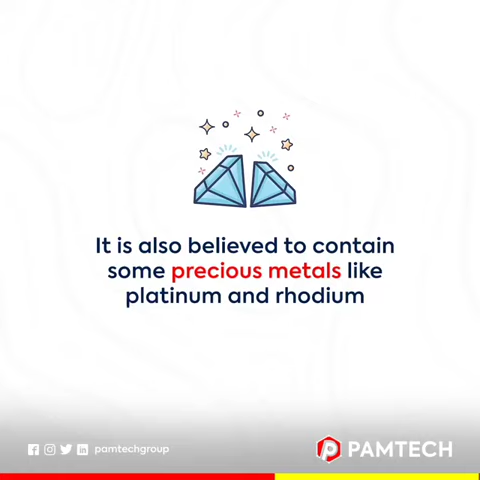 It is also believed to contain
some precious metals like
platinum and rhodium
pamtechgroup
PAMTECH